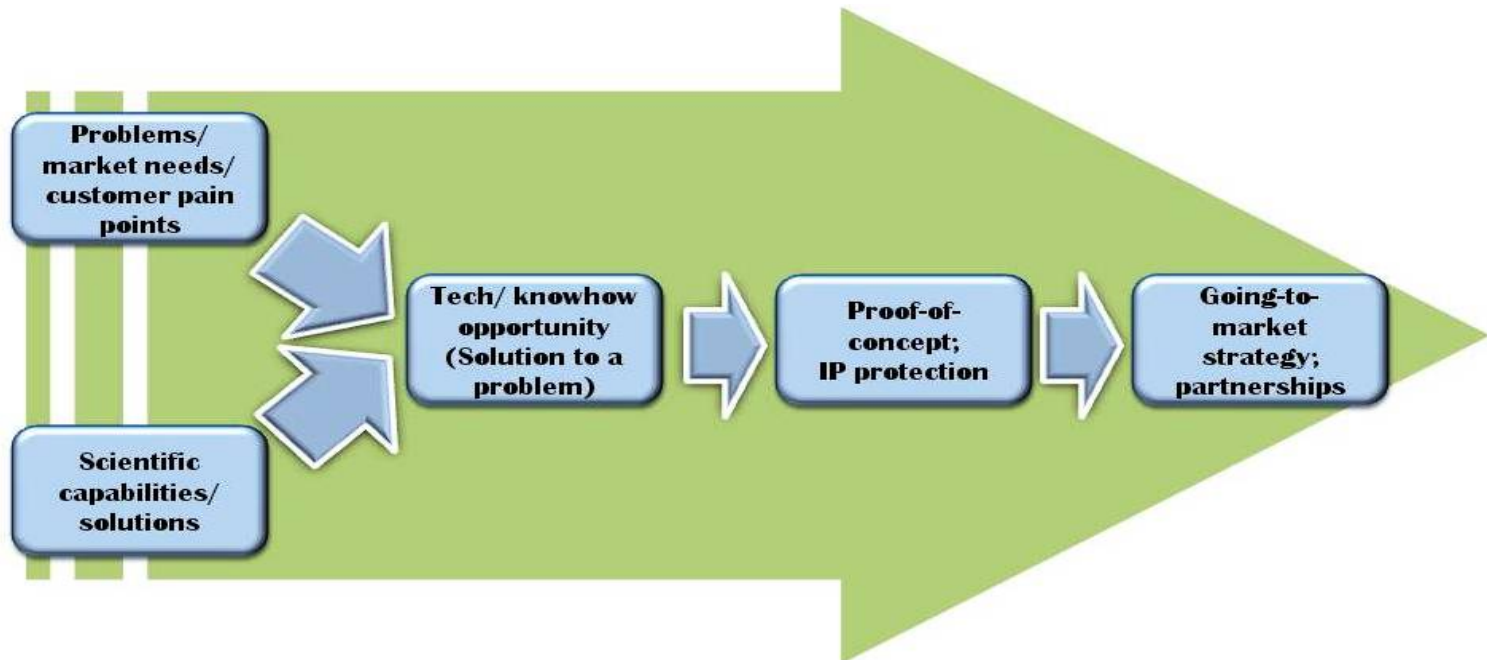 Problems/
market needs/
customer pain
points
Scientific
capabilities/
solutions
Tech/ knowhow
opportunity
(Solution to a
problem)
Proof-of-
concept;
IP protection
Going-to-
market
strategy;
partnerships